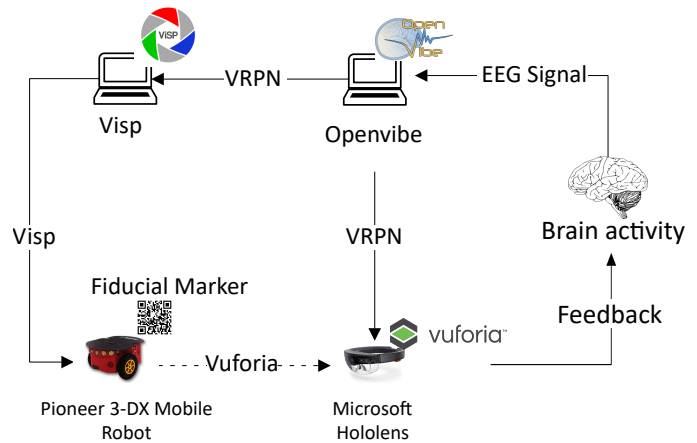 ViSP
Open
Vibe
VRPN
EEG Signal
Visp
Openvibe
Visp
VRPN
Brain activity
Fiducial Marker
Feedback
vuforia™
Vuforia
Pioneer 3-DX Mobile
Robot
Microsoft
Hololens